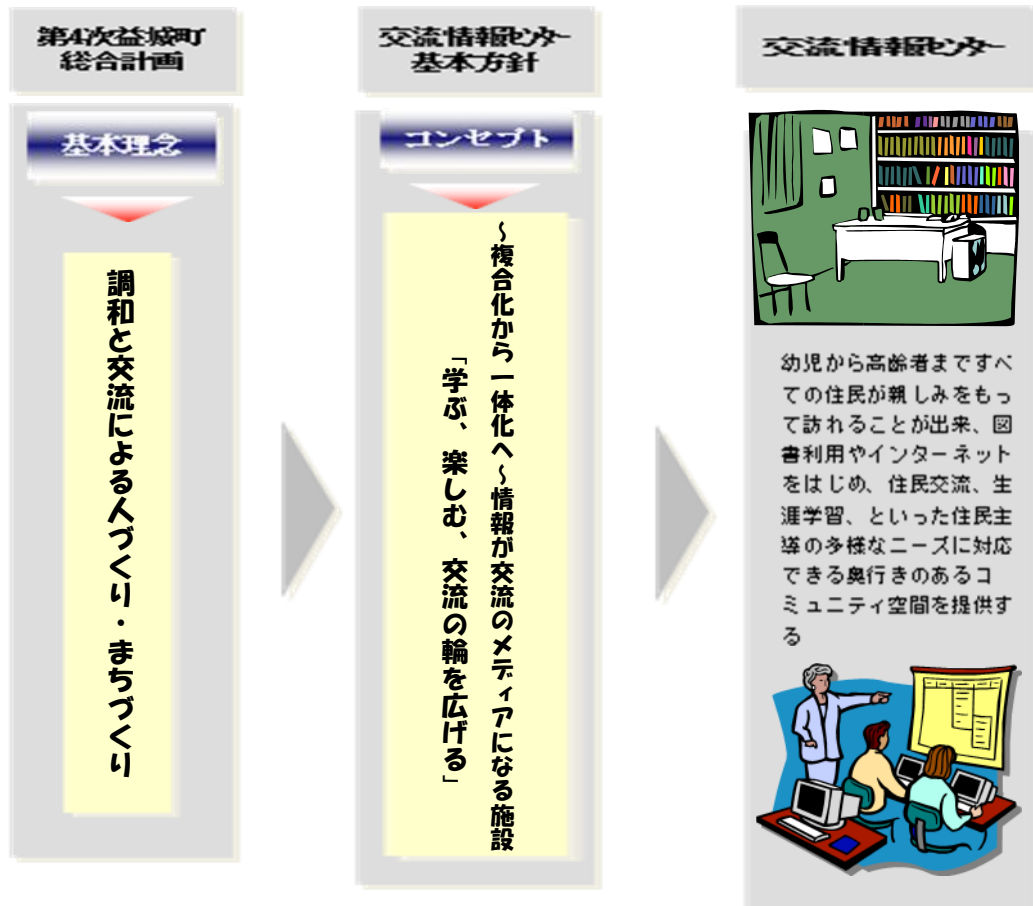 第4次益城町
総合計画
基本理念
調和と交流による人づくり・まちづくり
交流情報センター
基本方針
コンセプト
～複合化から一体化へ～情報が交流のメディアになる施設
「学ぶ、楽しむ、交流の輪を広げる」
交流情報センター
幼児から高齢者まですべ
ての住民が親しみをもっ
て訪れることが出来、図
書利用やインターネット
をはじめ、住民交流、生
涯学習、といった住民主
導の多様なニーズに対応
できる奥行きのあるコ
ミュニティ空間を提供す
る